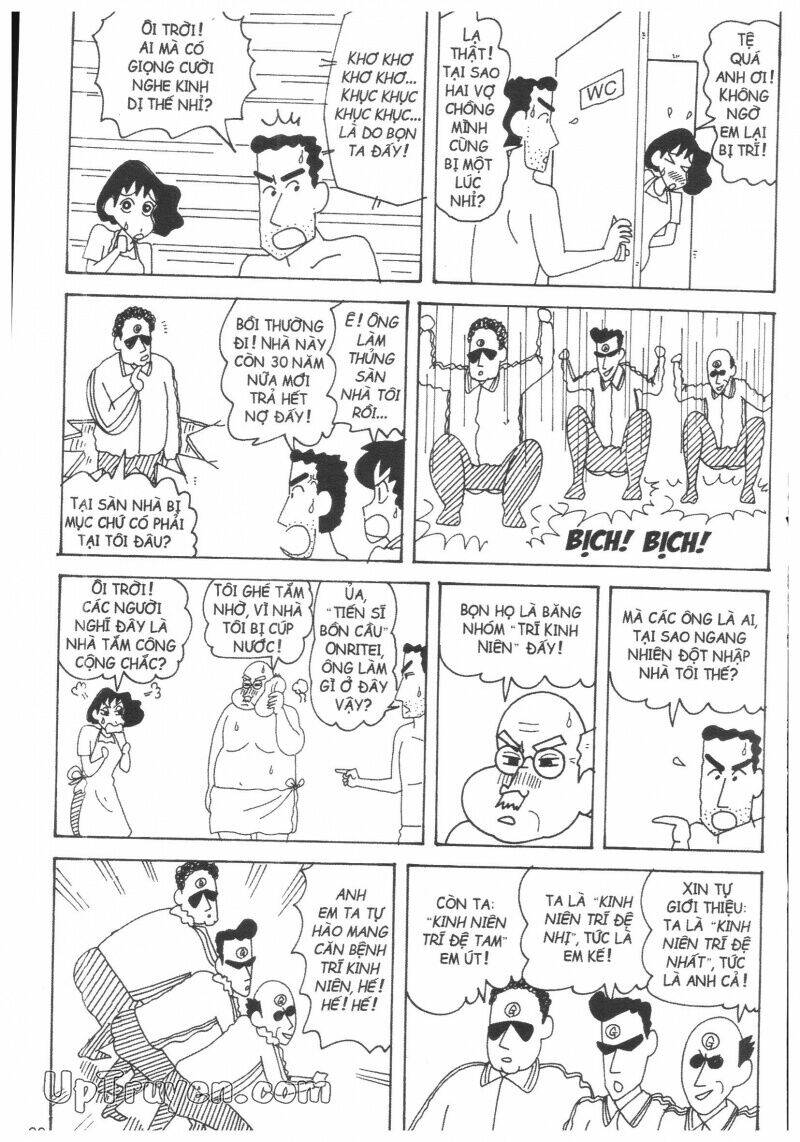 TỆ
QUÁ
ANH ƠI!
KHÔNG
NGỜ
EM LẠI
BỊ TRĨ!
WC
LẠ
THẬT!
TẠI SAO
HAI VỢ
CHỒNG
MÌNH
CÙNG
BỊ MỘT
LÚC
NHỈ?
KHƠ KHƠ
KHƠ KHƠ...
KHỤC KHỤC
KHỤC KHỤC...
LÀ DO BỌN
TA ĐẤY!
ÔI TRỜI!
AI MÀ CÓ
GIỌNG CƯỜI
NGHE KINH
DỊ THẾ NHỈ?
BỊCH! BỊCH!
Ê! ÔNG
LÀM
THỦNG
SÀN
NHÀ TÔI
RỒI...
BỒI THƯỜNG
ĐI! NHÀ NÀY
CÒN 30 NĂM
NỮA MỚI
TRẢ HẾT
NỢ ĐẤY!
TẠI SÀN NHÀ BỊ
MỤC CHỨ CÓ PHẢI
TẠI TÔI ĐÂU?
MÀ CÁC ÔNG LÀ AI,
TẠI SAO NGANG
NHIÊN ĐỘT NHẬP
NHÀ TÔI THẾ?
BỌN HỌ LÀ BĂNG
NHÓM "TRĨ KINH
NIÊN" ĐẤY!
ỦA,
"TIẾN SĨ
BỒN CẦU"
ONRITEI,
ÔNG LÀM
GÌ Ở ĐÂY
VẬY?
TÔI GHÉ TẮM
NHỜ, VÌ NHÀ
TÔI BỊ CÚP
NƯỚC!
ÔI TRỜI!
CÁC NGƯỜI
NGHĨ ĐÂY LÀ
NHÀ TẮM CÔNG
CỘNG CHẮC?
XIN TỰ
GIỚI THIỆU:
TA LÀ "KINH
NIÊN TRĨ ĐỆ
NHẤT", TỨC
LÀ ANH CẢ!
TA LÀ "KINH
NIÊN TRĨ ĐỆ
NHỊ", TỨC LÀ
EM KẾ!
CÒN TA:
"KINH NIÊN
TRĨ ĐỆ TAM"
EM ÚT!
ANH
EM TA TỰ
HÀO MANG
CĂN BỆNH
TRĨ KINH
NIÊN, HẾ!
HẾ! HẾ!
UpTruyen.com